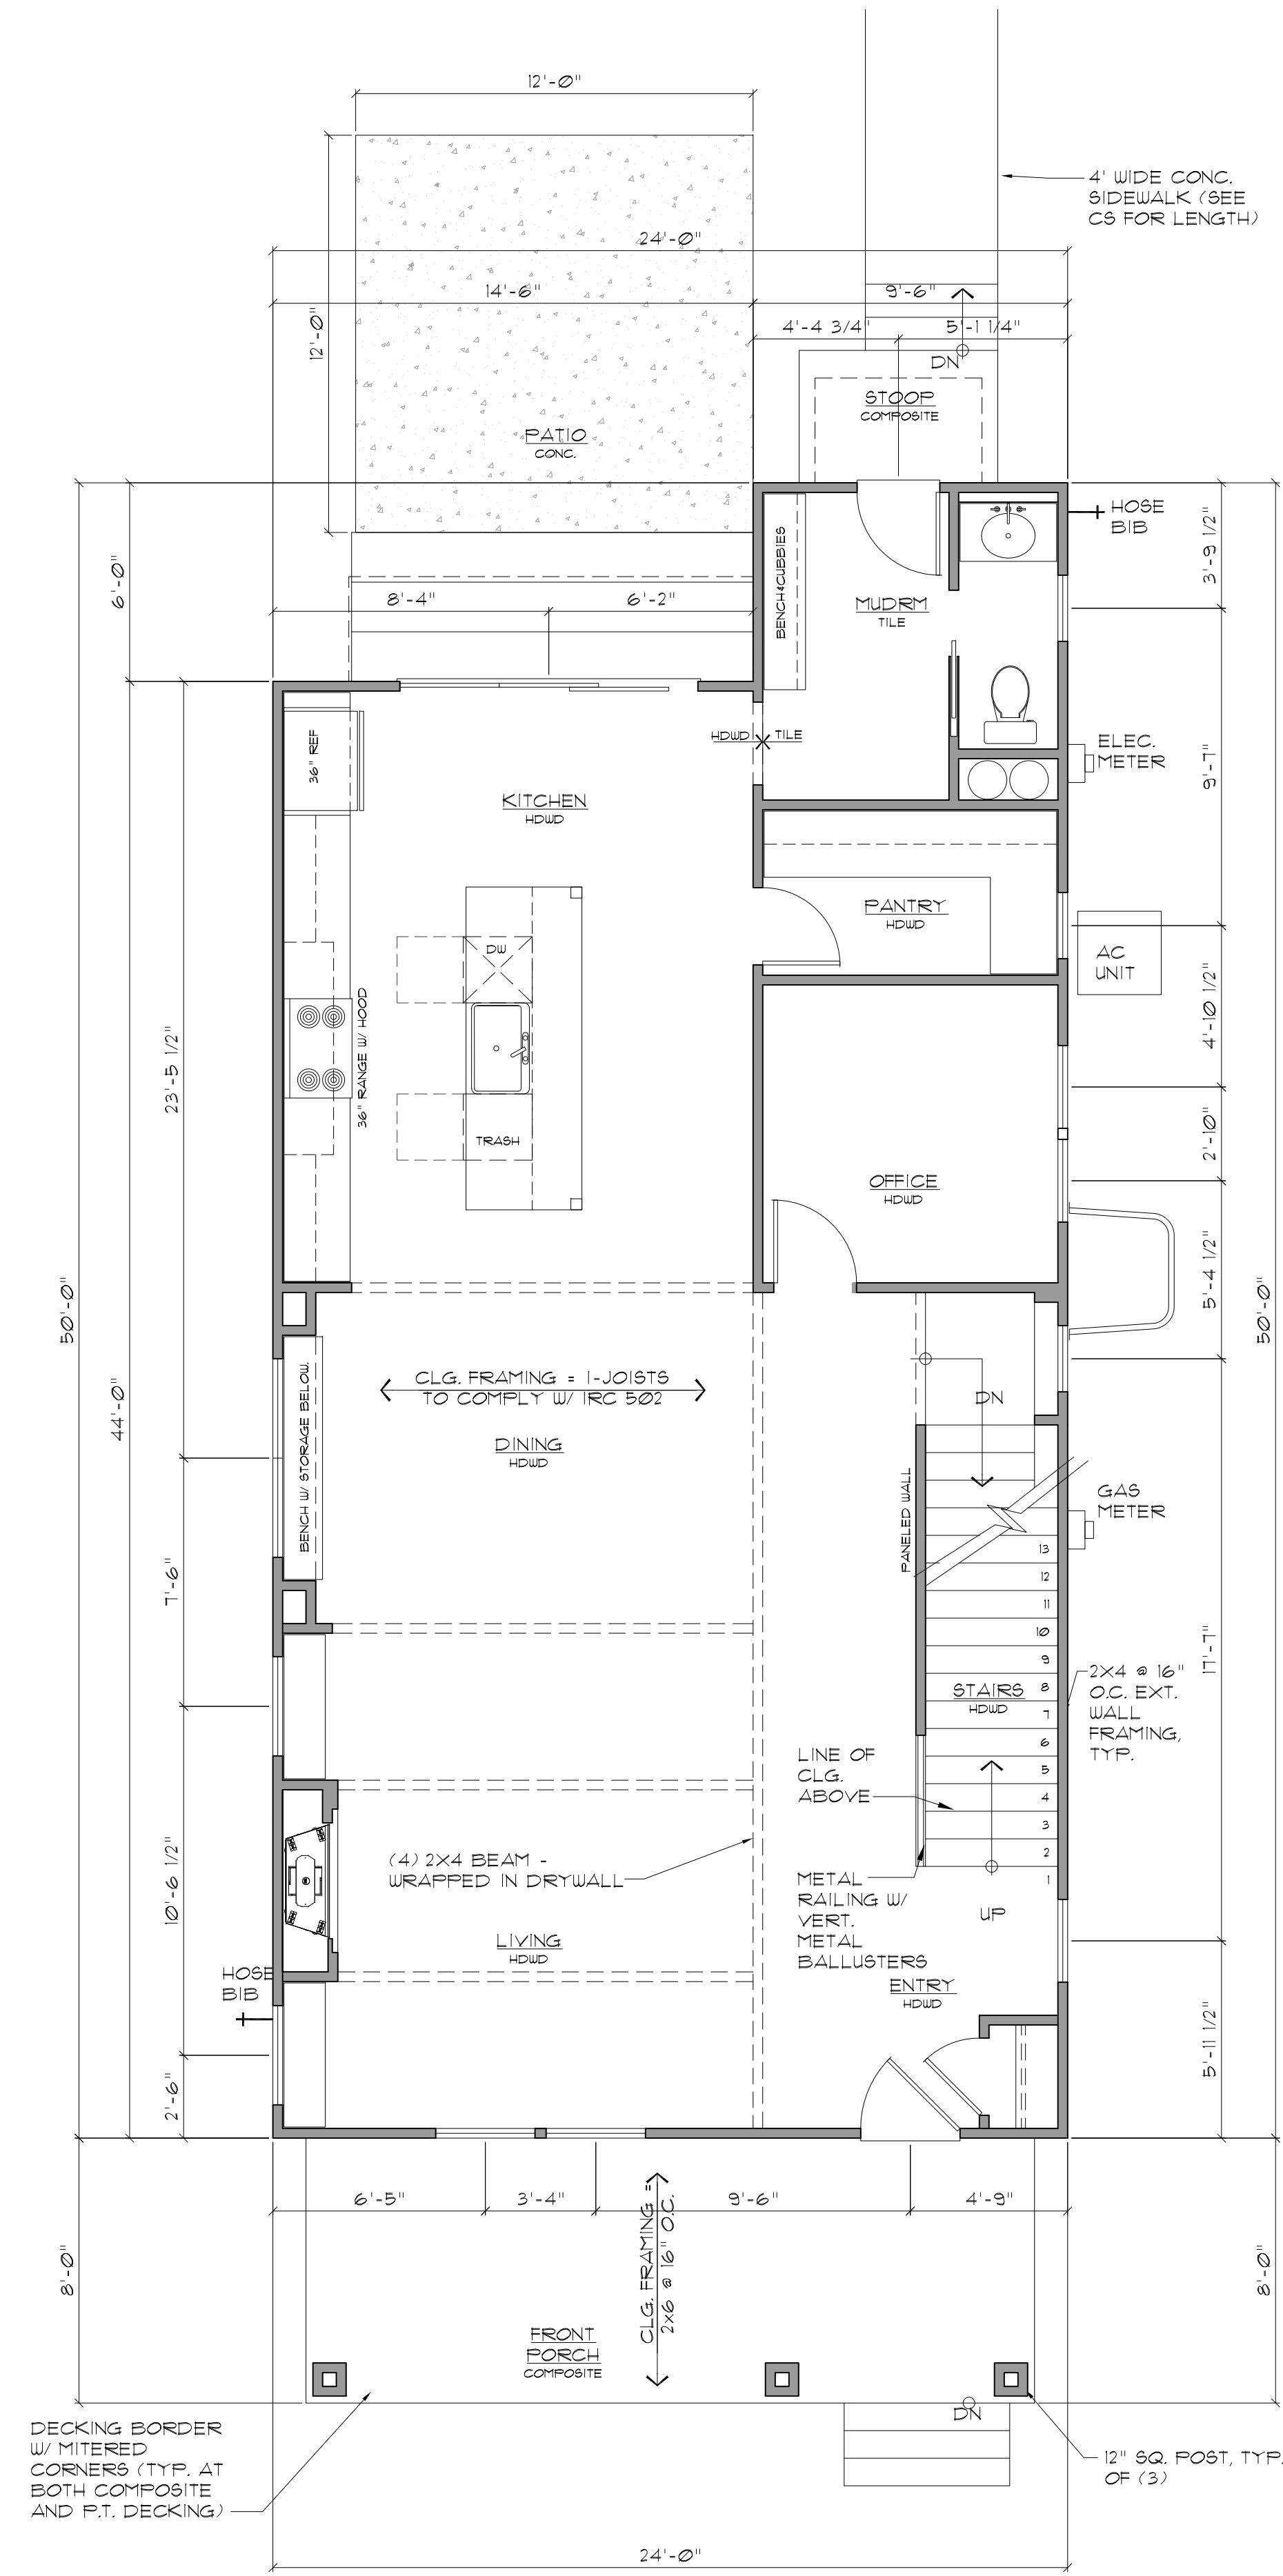 12'-0"
4' WIDE CONC.
SIDEWALK (SEE
CS FOR LENGTH)
24'-0"
14'-6"
9'-6"
12'-0"
4'-4 3/4"
5'-1 1/4"
DN
STOOP
COMPOSITE
PATIO
CONC.
HOSE
BIB
3'-9 1/2"
6'-0"
BENCH & CUBBIES
8'-4"
6'-2"
MUDRM
TILE
HDWD
TILE
ELEC.
METER
36" REF
9'-7"
KITCHEN
HDWD
PANTRY
HDWD
AC
UNIT
DW
4'-10 1/2"
36" RANGE W/ HOOD
23'-5 1/2"
TRASH
2'-10"
OFFICE
HDWD
5'-4 1/2"
50'-0"
50'-0"
44'-0"
BENCH W/ STORAGE BELOW.
CLG. FRAMING = I-JOISTS
TO COMPLY W/ IRC 502
DN
DINING
HDWD
PANELED WALL
GAS
METER
13
12
11
10
9
8
7
6
5
4
3
2
1
7'-6"
17'-7"
STAIRS
HDWD
2X4 @ 16"
O.C. EXT.
WALL
FRAMING,
TYP.
LINE OF
CLG.
ABOVE
(4) 2X4 BEAM -
WRAPPED IN DRYWALL
METAL
RAILING W/
VERT.
METAL
BALLUSTERS
10'-6 1/2"
UP
LIVING
HDWD
HOSE
BIB
ENTRY
HDWD
5'-11 1/2"
2'-6"
6'-5"
3'-4"
9'-6"
4'-9"
CLG. FRAMING =
2x6 @ 16" O.C.
8'-0"
8'-0"
FRONT
PORCH
COMPOSITE
DN
DECKING BORDER
W/ MITERED
CORNERS (TYP. AT
BOTH COMPOSITE
AND P.T. DECKING)
12" SQ. POST, TYP.
OF (3)
24'-0"